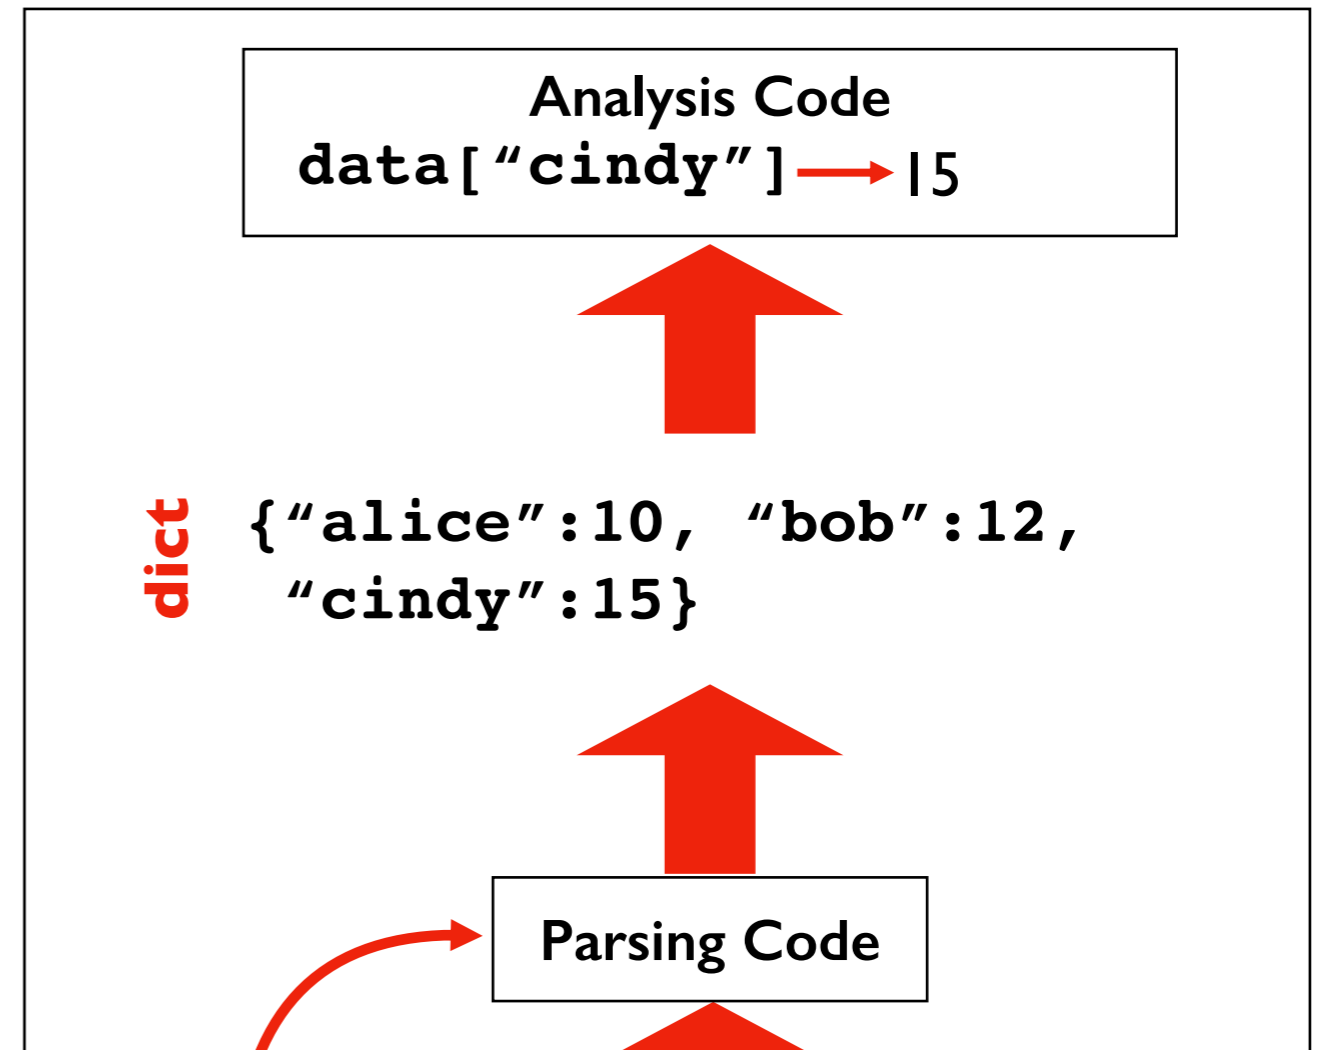 Analysis Code
data[“cindy”] 15
dict
{“alice”:10, “bob”:12,
“cindy”:15}
Parsing Code